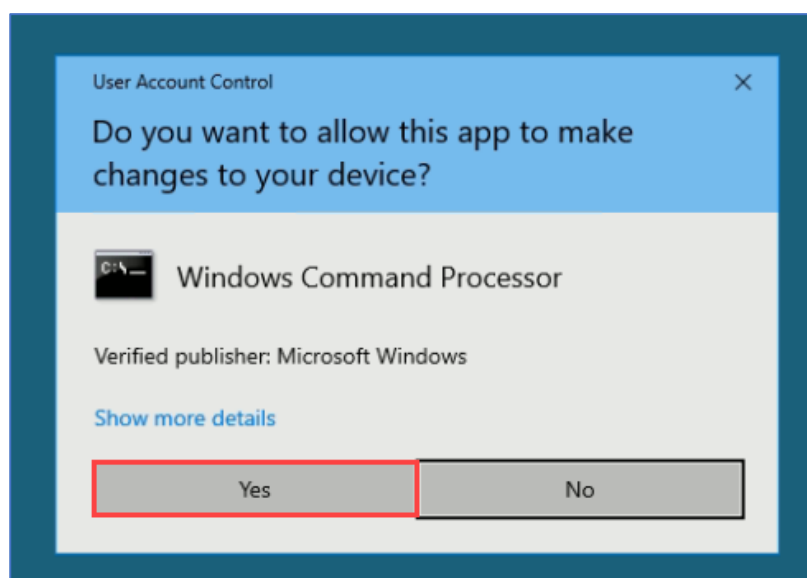 User Account Control
Do you want to allow this app to make
changes to your device?
C:\_
Windows Command Processor
Verified publisher: Microsoft Windows
Show more details
Yes
No